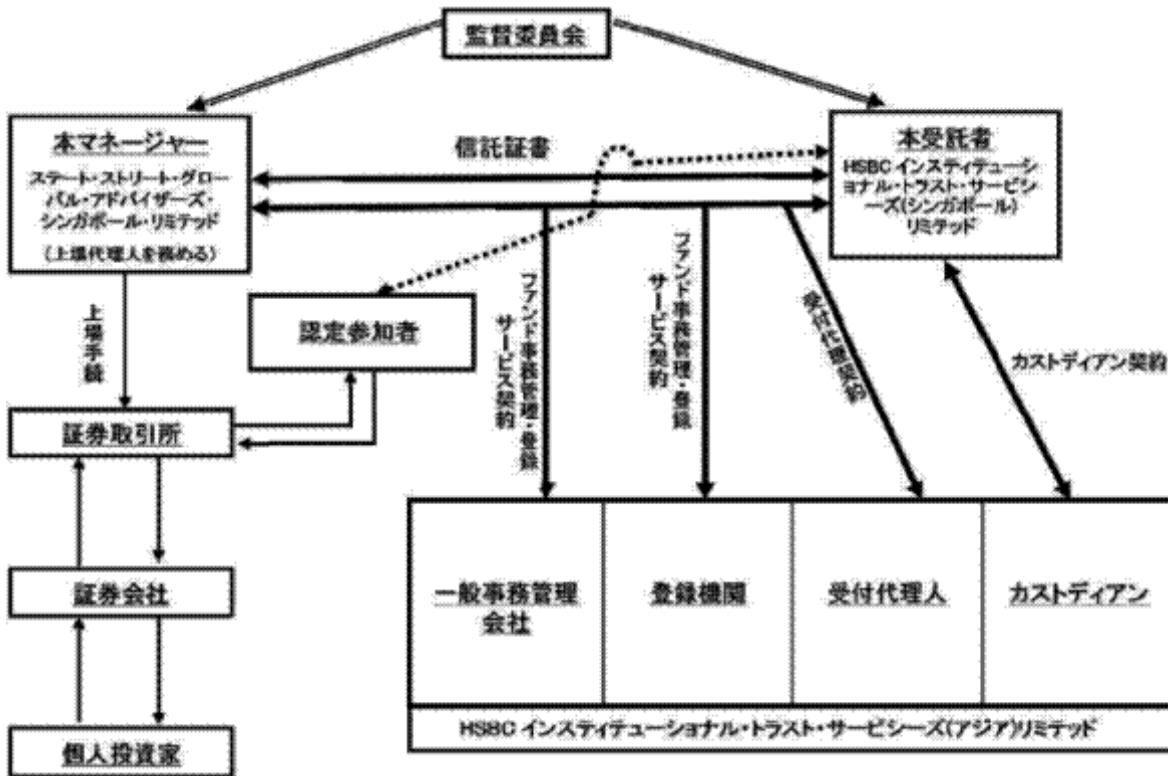 監督委員会
本マネージャー
ステート・ストリート・グロー
バル・アドバイザーズ・
シンガポール・リミテッド
(上場代理人を務める)
信託証書
本受託者
HSBC インスティテューシ
ョナル・トラスト・サービシ
ーズ(シンガポール)
リミテッド
上場手続
認定参加者
ファンド事務管理・登録
サービス契約
ファンド事務管理・登録
サービス契約
受付代理契約
カストディアン契約
証券取引所
証券会社
個人投資家
一般事務管理
会社
登録機関
受付代理人
カストディアン
HSBC インスティテューショナル・トラスト・サービシーズ(アジア)リミテッド